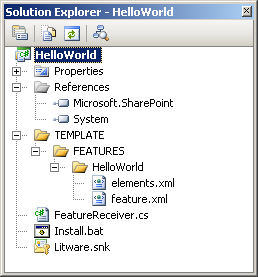 Solution Explorer - HelloWorld
HelloWorld
Properties
References
Microsoft.SharePoint
System
TEMPLATE
FEATURES
HelloWorld
elements.xml
feature.xml
FeatureReceiver.cs
Install.bat
Litware.snk